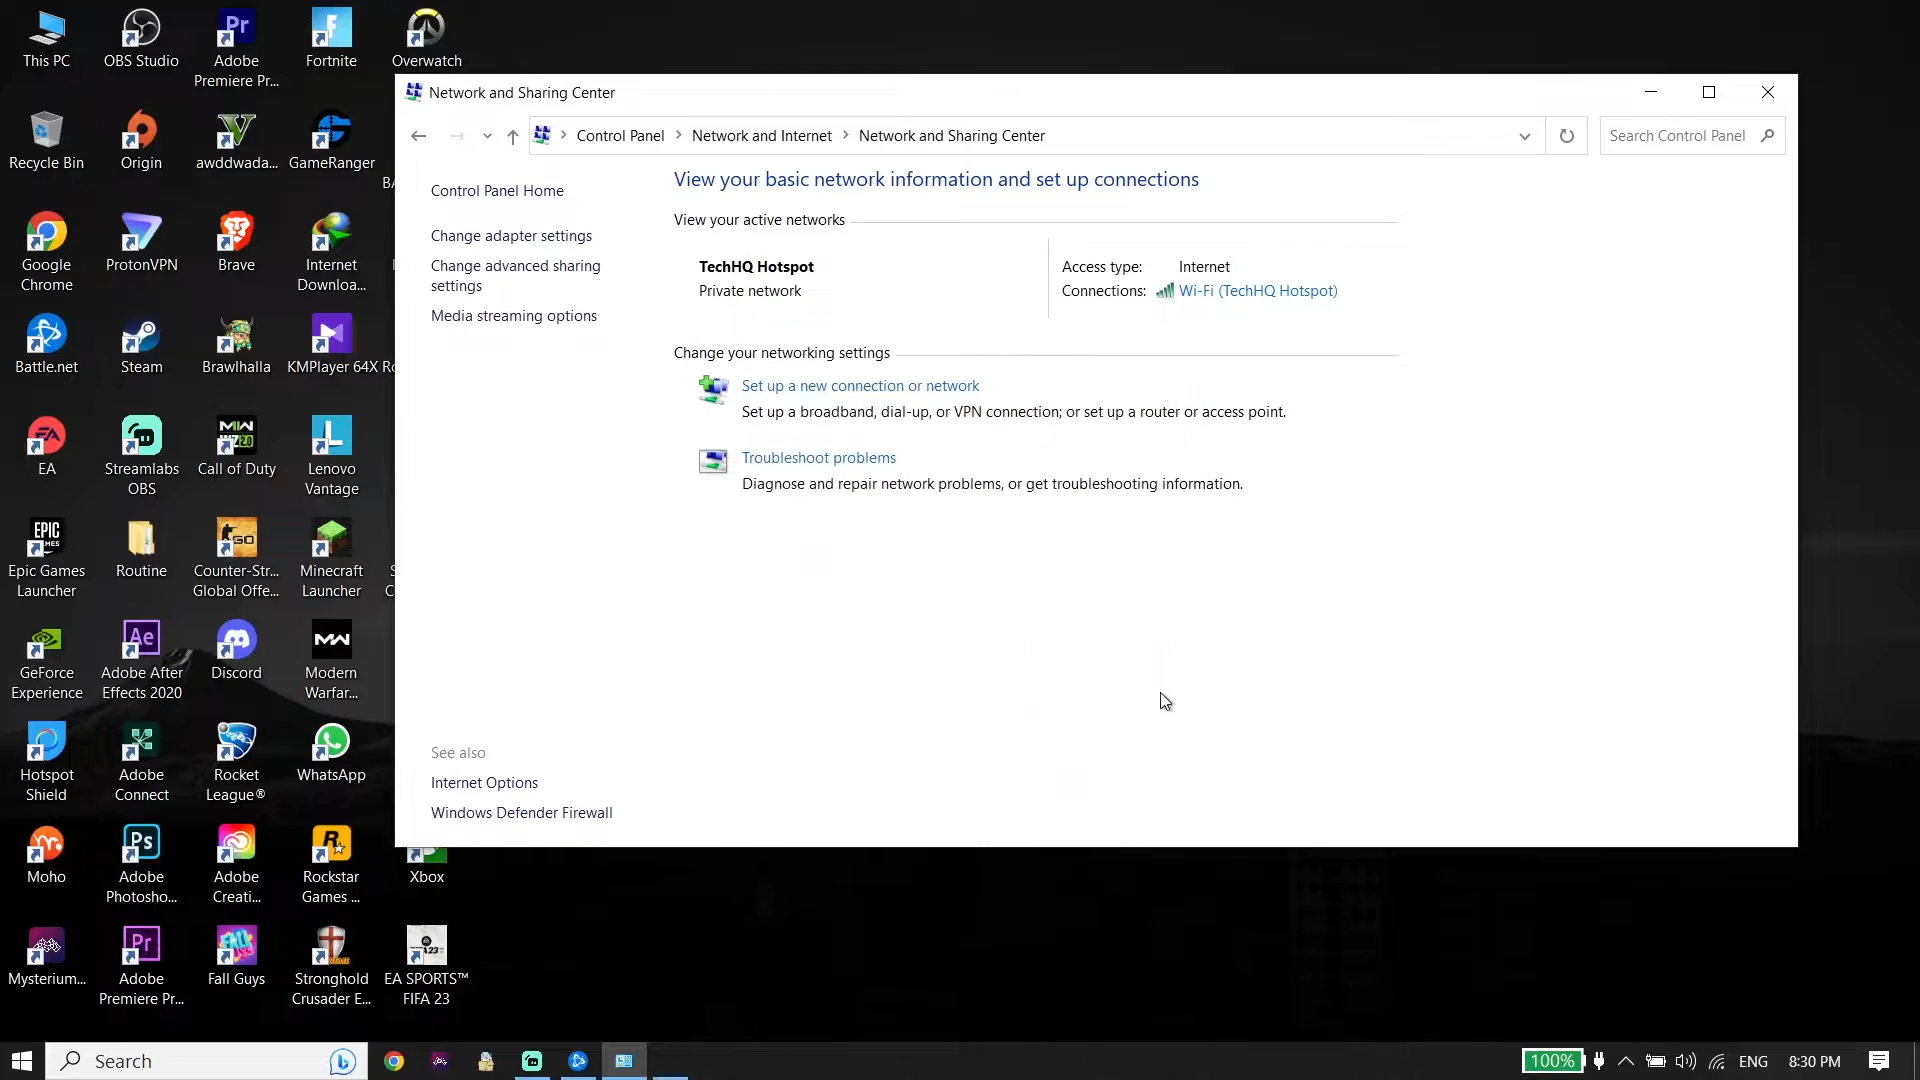 This PC
OBS Studio
Adobe
Premiere Pr...
Fortnite
Overwatch
Recycle Bin
Origin
awddwada...
GameRanger
BA
Google
Chrome
ProtonVPN
Brave
Internet
Downloa...
Battle.net
Steam
Brawlhalla
KMPlayer 64X
EA
Streamlabs
OBS
Call of Duty
Lenovo
Vantage
Epic Games
Launcher
Routine
Counter-Str...
Global Offe...
Minecraft
Launcher
GeForce
Experience
Adobe After
Effects 2020
Discord
Modern
Warfar...
Hotspot
Shield
Adobe
Connect
Rocket
League®
WhatsApp
Moho
Adobe
Photosho...
Adobe
Creati...
Rockstar
Games ...
Xbox
Mysterium...
Adobe
Premiere Pr...
Fall Guys
Stronghold
Crusader E...
EA SPORTS™
FIFA 23
Network and Sharing Center
Control Panel
Network and Internet
Network and Sharing Center
Search Control Panel
Control Panel Home
Change adapter settings
Change advanced sharing
settings
Media streaming options
See also
Internet Options
Windows Defender Firewall
View your basic network information and set up connections
View your active networks
TechHQ Hotspot
Private network
Access type: Internet
Connections: Wi-Fi (TechHQ Hotspot)
Change your networking settings
Set up a new connection or network
Set up a broadband, dial-up, or VPN connection; or set up a router or access point.
Troubleshoot problems
Diagnose and repair network problems, or get troubleshooting information.
Search
100%
ENG
8:30 PM